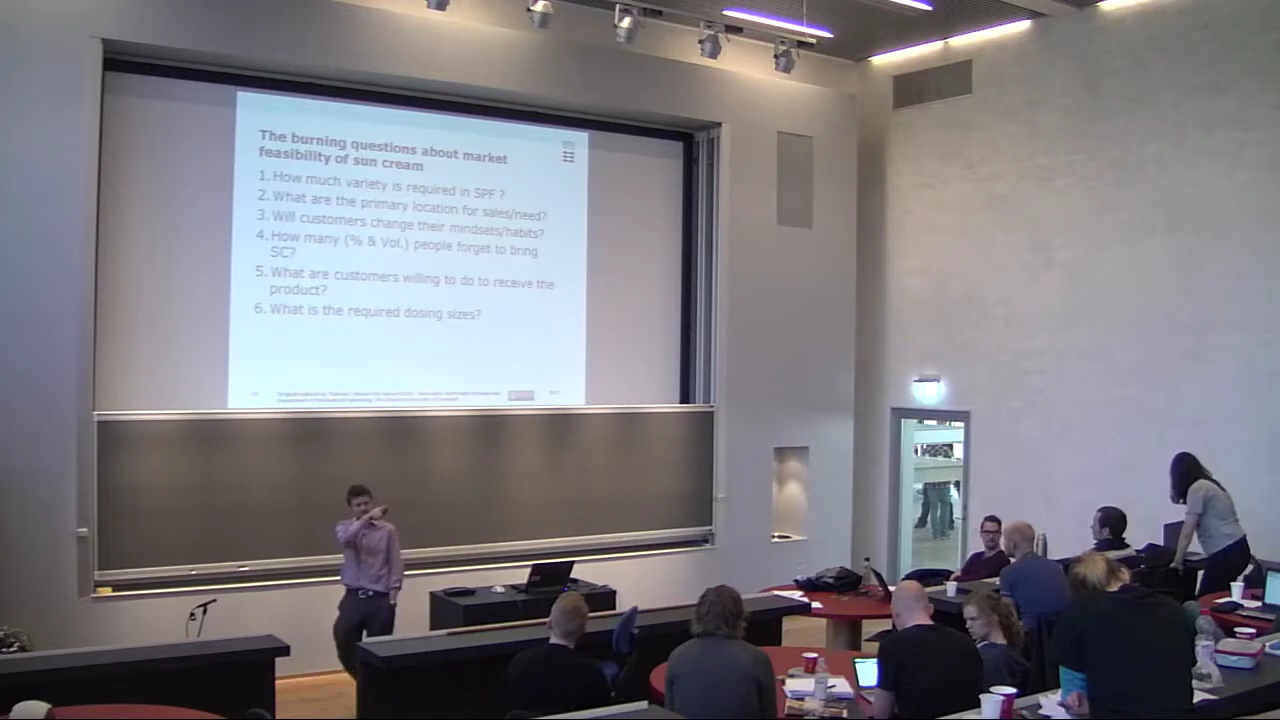 The burning questions about market
feasibility of sun cream
1. How much variety is required in SPF ?
2. What are the primary location for sales/need?
3. Will customers change their mindsets/habits?
4. How many (% & Vol.) people forget to bring
SC?
5. What are customers willing to do to receive the
product?
6. What is the required dosing sizes?